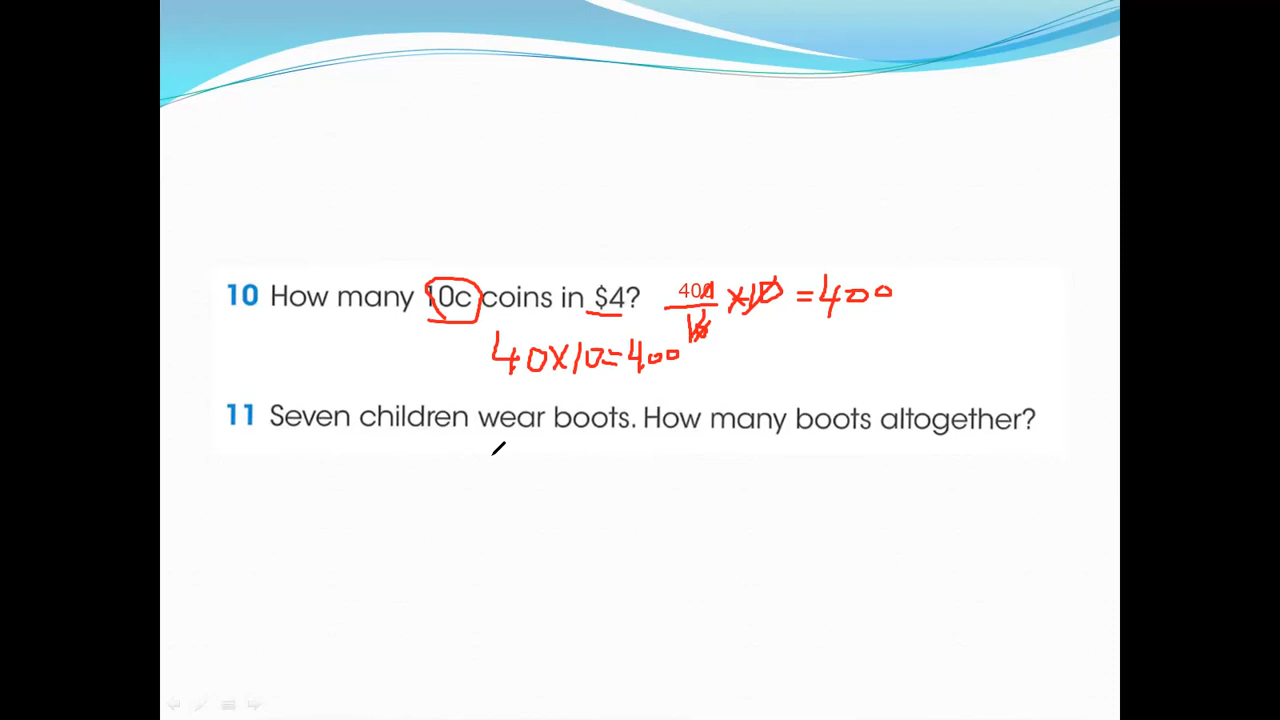 10 How many 10c coins in $4? 400/10 ×10 =400
40×10=400
11 Seven children wear boots. How many boots altogether?